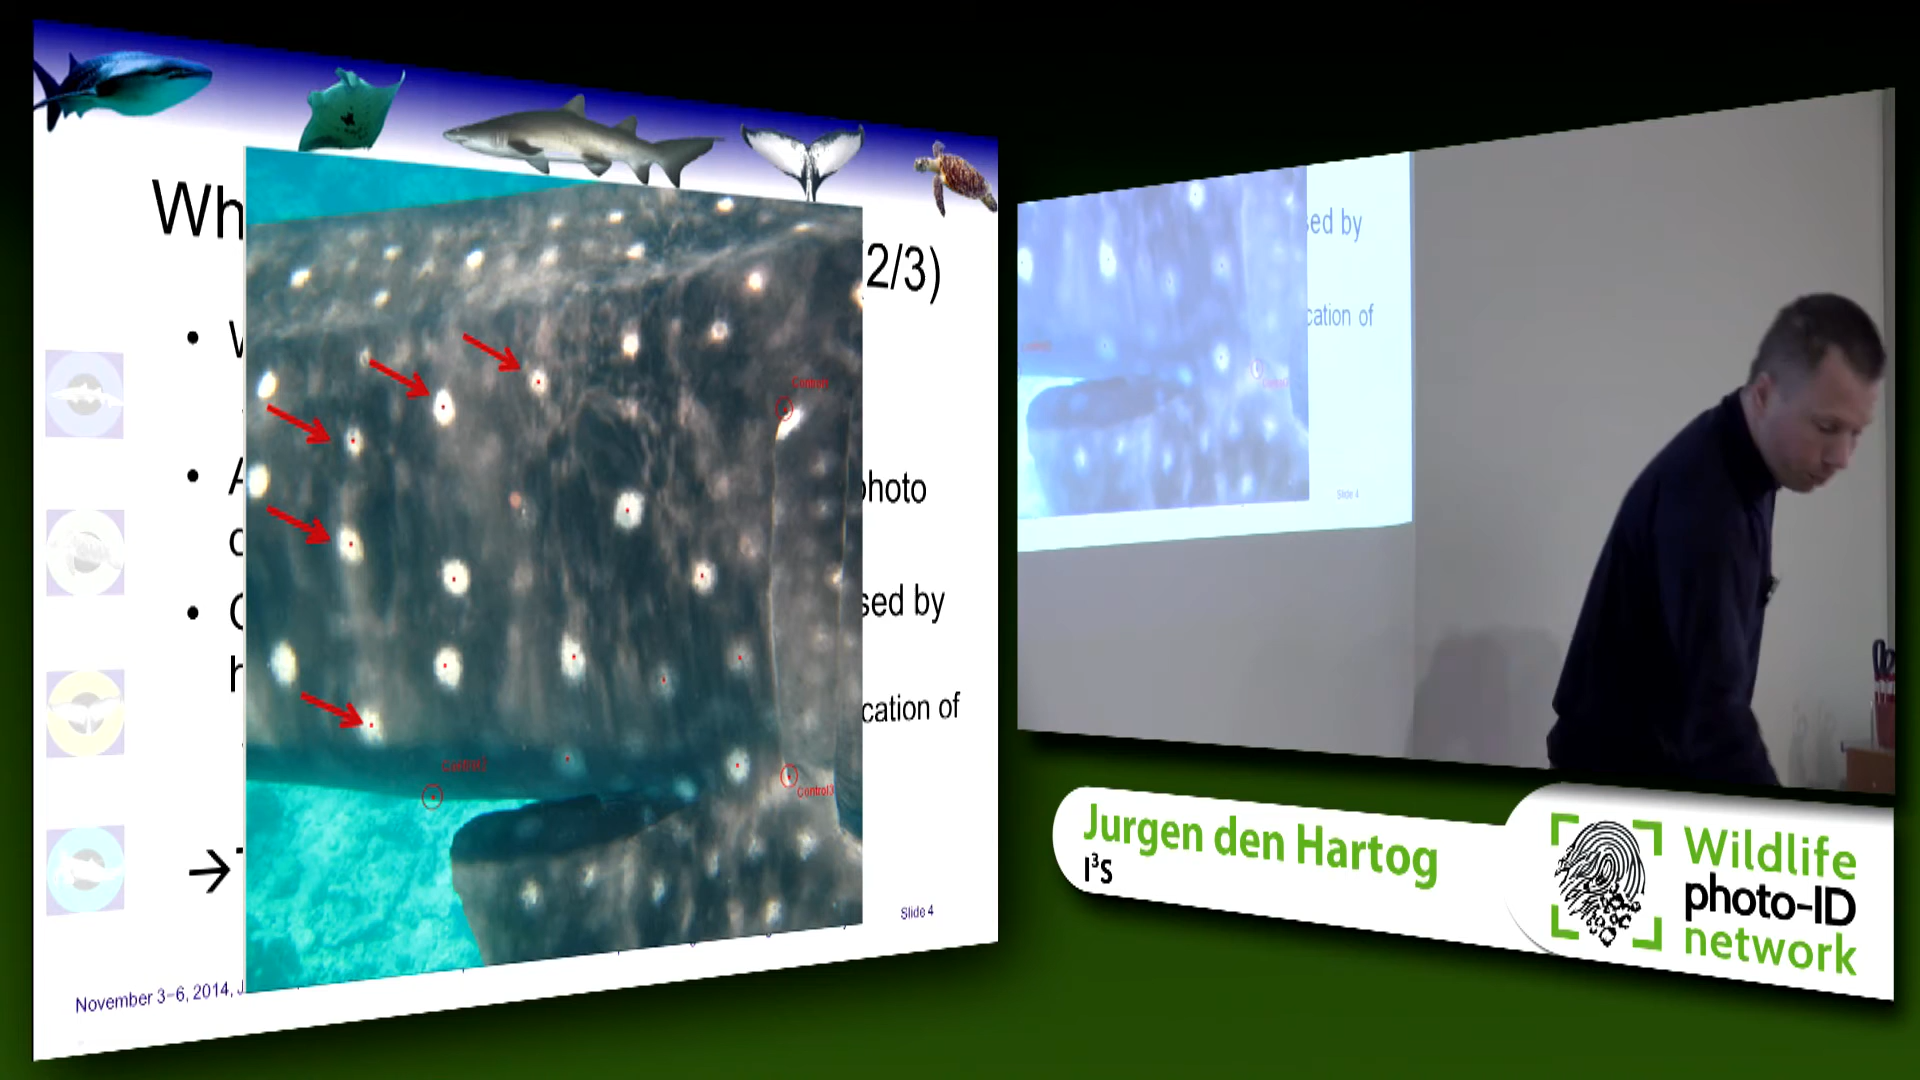 Wh
(2/3)
photo
sed by
cation of
→
Control2
Control3
Slide 4
November 3-6, 2014, J
sed by
cation of
Slide 4
Jurgen den Hartog
I³S
Wildlife
photo-ID
network